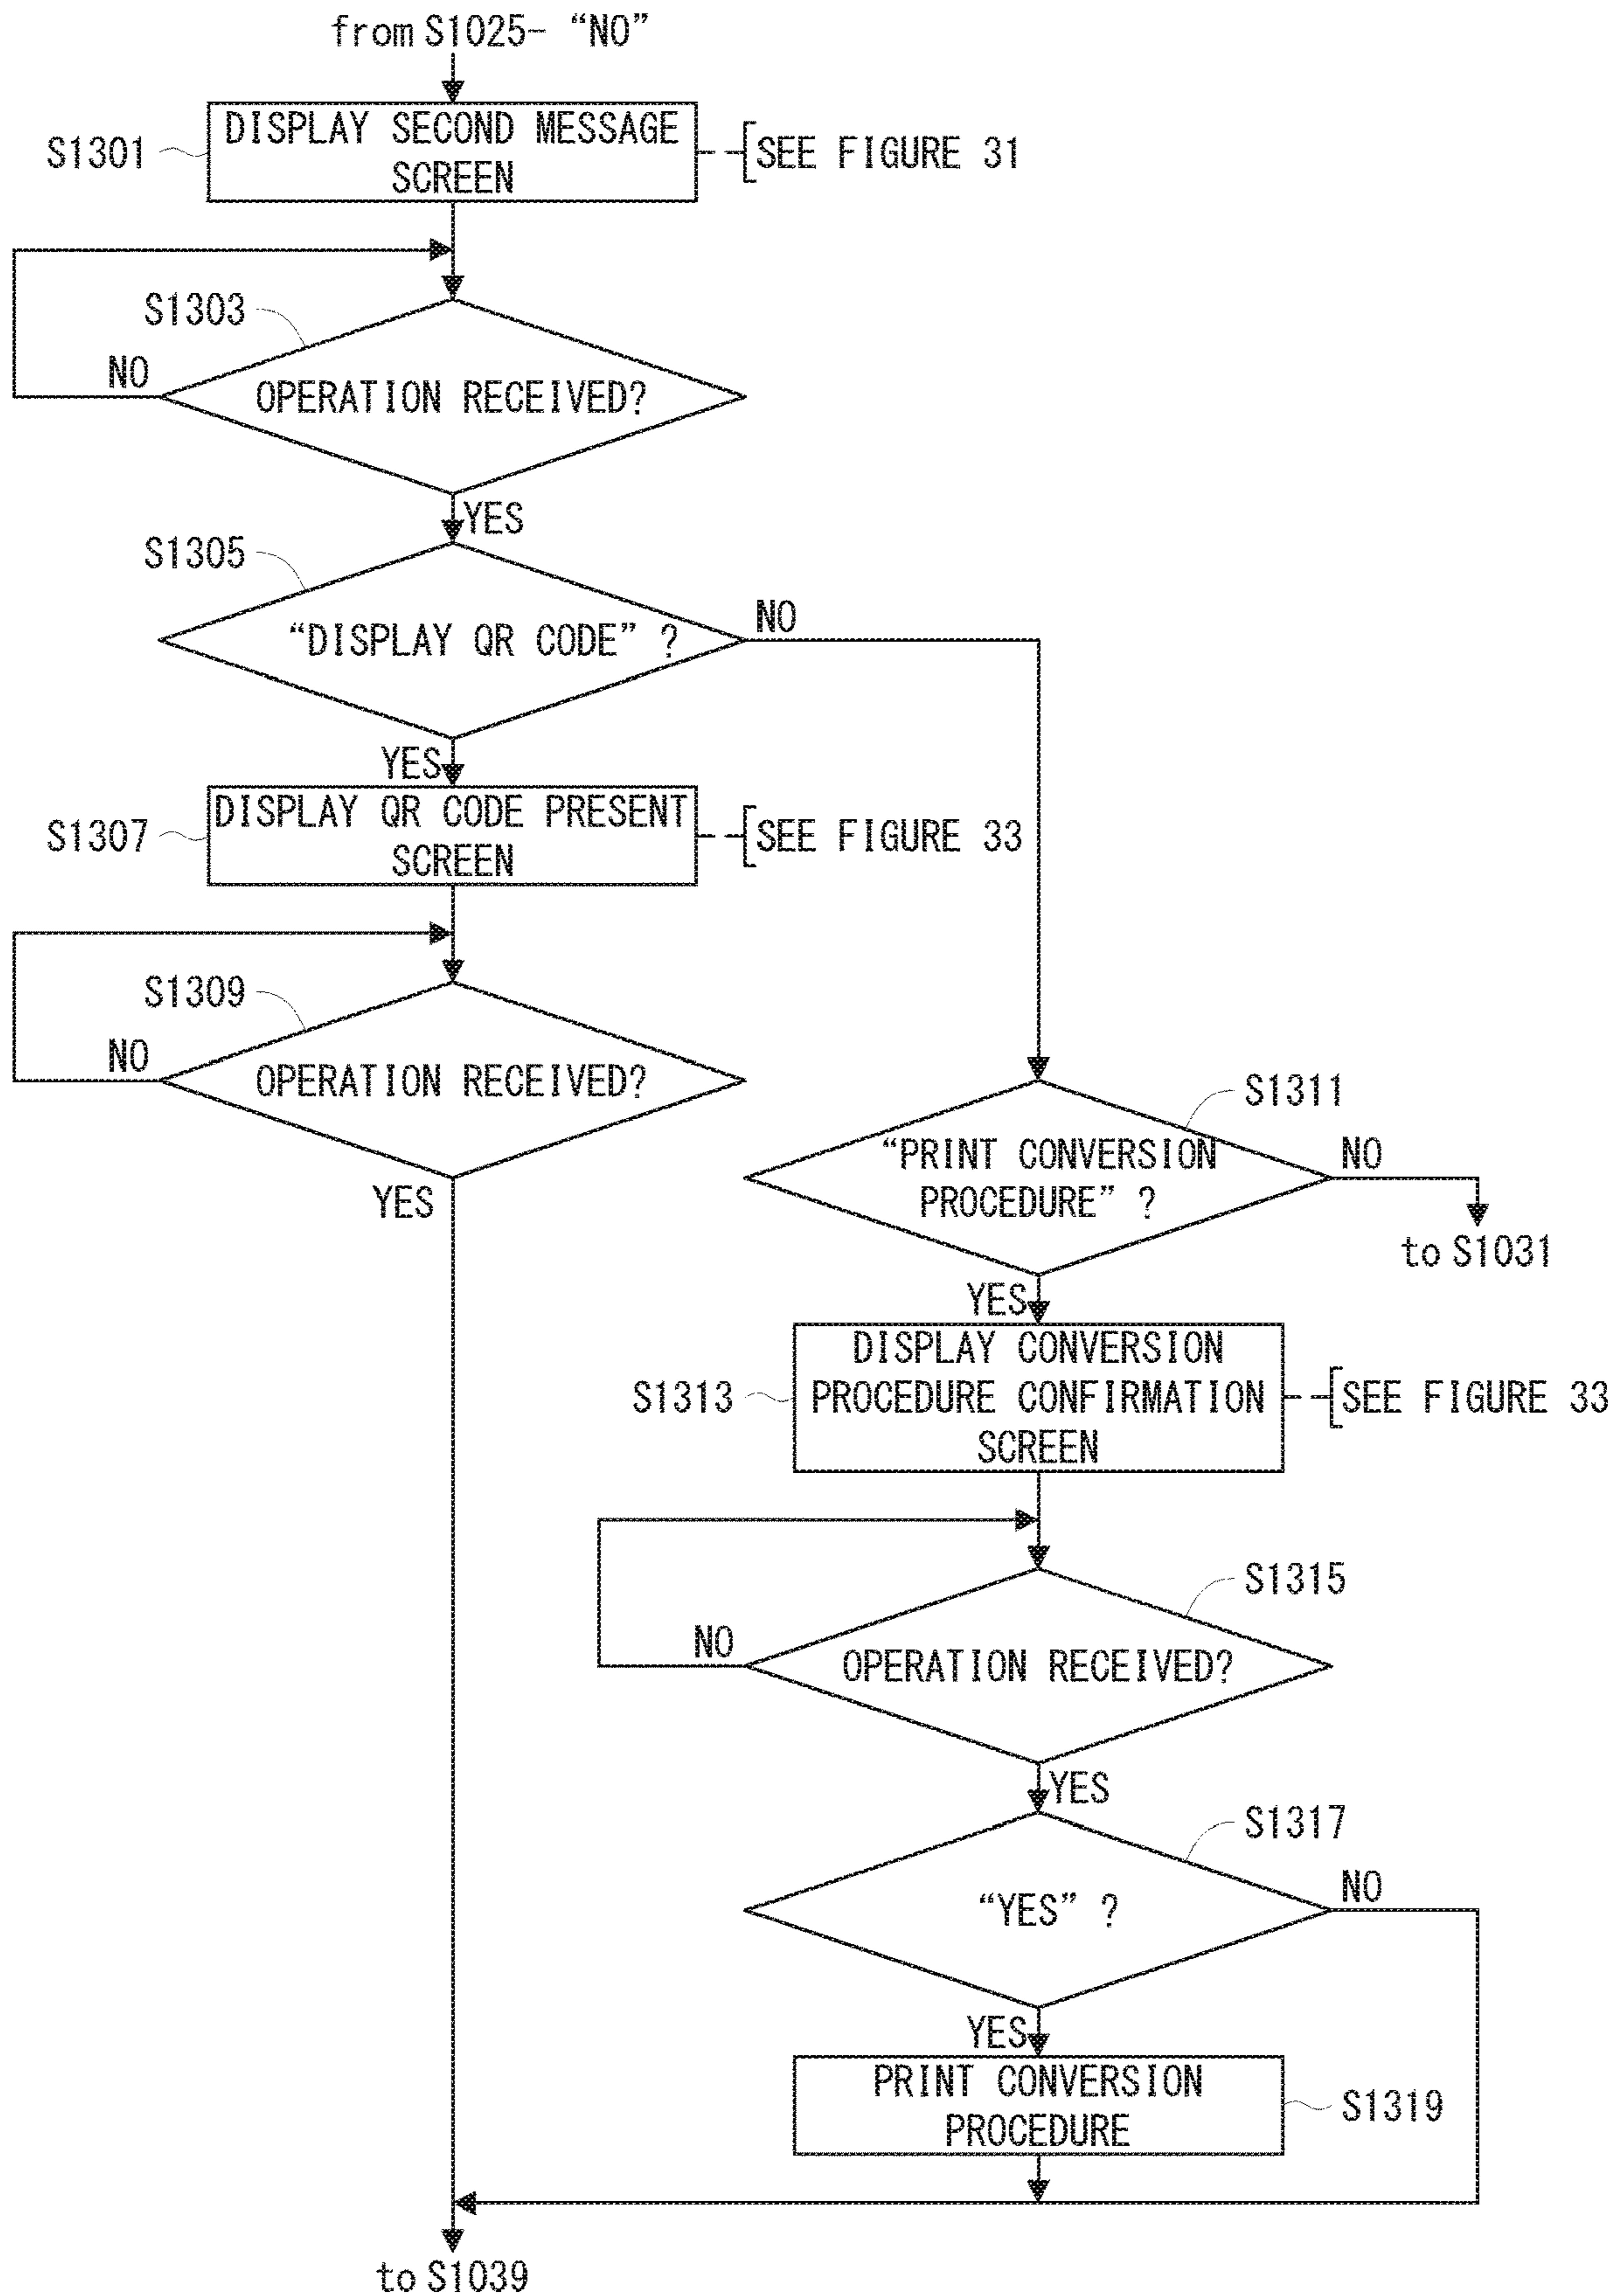 from S1025- “NO”
DISPLAY SECOND MESSAGE
SCREEN
S1301
SEE FIGURE 31
S1303
NO
OPERATION RECEIVED?
YES
S1305
“DISPLAY QR CODE” ?
NO
YES
DISPLAY QR CODE PRESENT
SCREEN
S1307
SEE FIGURE 33
S1309
NO
OPERATION RECEIVED?
YES
S1311
“PRINT CONVERSION
PROCEDURE” ?
NO
to S1031
YES
DISPLAY CONVERSION
PROCEDURE CONFIRMATION
SCREEN
S1313
SEE FIGURE 33
S1315
NO
OPERATION RECEIVED?
YES
S1317
“YES” ?
NO
YES
PRINT CONVERSION
PROCEDURE
S1319
to S1039